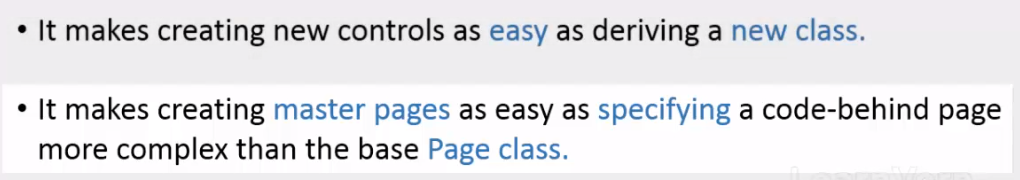 • It makes creating new controls as easy as deriving a new class.
• It makes creating master pages as easy as specifying a code-behind page
more complex than the base Page class.